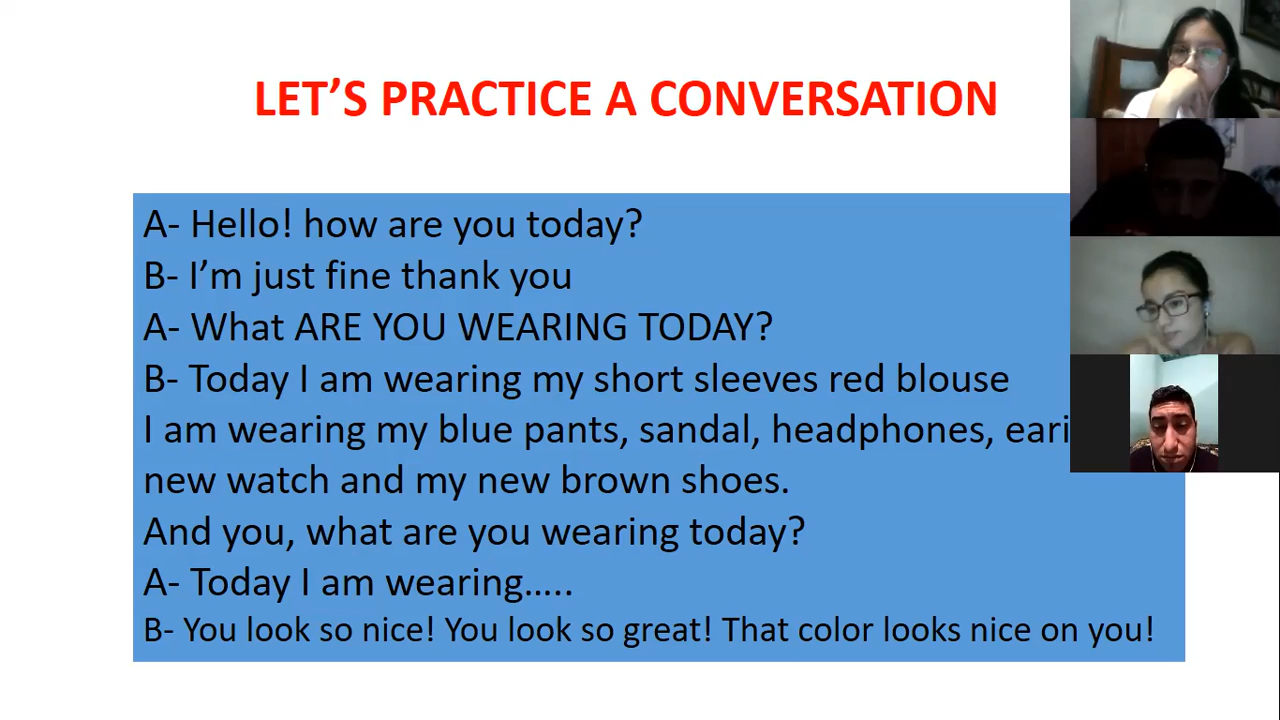 LET’S PRACTICE A CONVERSATION
A- Hello! how are you today?
B- I’m just fine thank you
A- What ARE YOU WEARING TODAY?
B- Today I am wearing my short sleeves red blouse
I am wearing my blue pants, sandal, headphones,
new watch and my new brown shoes.
And you, what are you wearing today?
A- Today I am wearing…..
B- You look so nice! You look so great! That color looks nice on you!